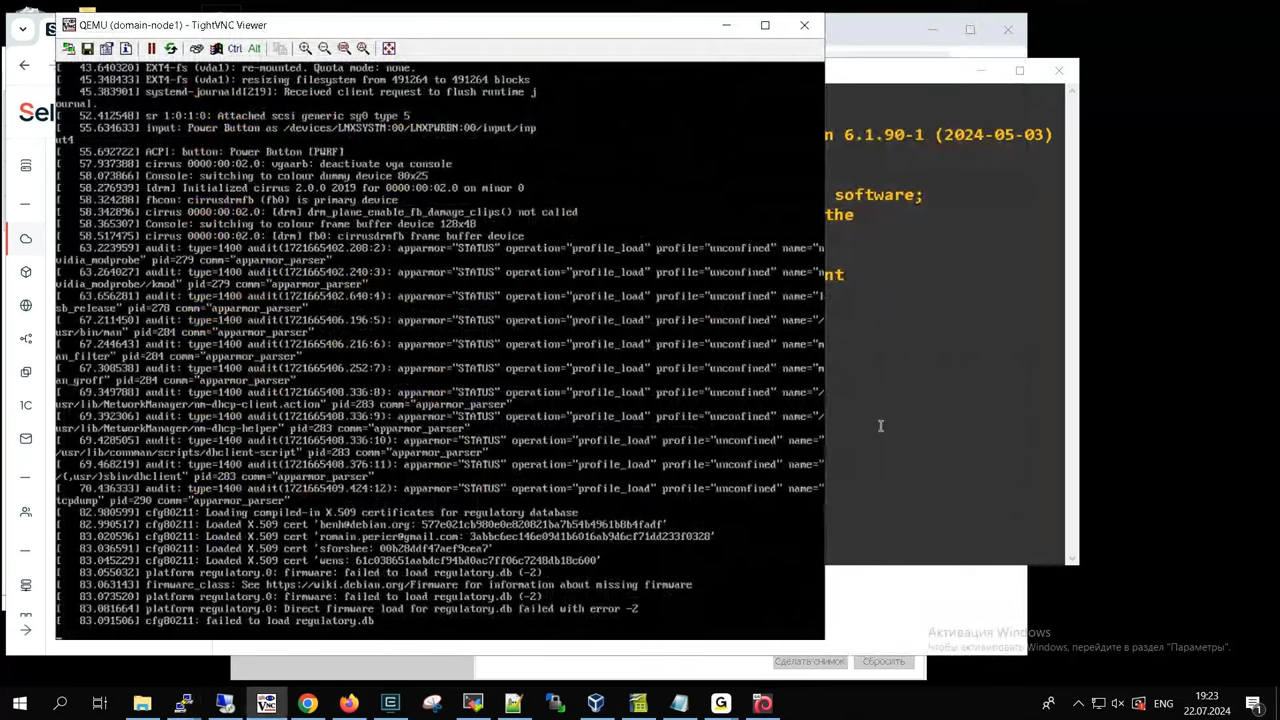 QEMU (domain-node1) - TightVNC Viewer
Ctrl
Alt
Sel
1C
[   43.640320] EXT4-fs (vda1): re-mounted. Quota mode: none.
[   45.348433] EXT4-fs (vda1): resizing filesystem from 491264 to 491264 blocks
[   45.383901] systemd-journald[219]: Received client request to flush runtime j
ournal.
[   52.412548] sr 1:0:1:0: Attached scsi generic sg0 type 5
[   55.634633] input: Power Button as /devices/LNXSYSTM:00/LNXPWRBN:00/input/inp
ut4
[   55.692722] ACPI: button: Power Button [PWRF]
[   57.937388] cirrus 0000:00:02.0: vgaarb: deactivate vga console
[   58.073866] Console: switching to colour dummy device 80x25
[   58.276939] [drm] Initialized cirrus 2.0.0 2019 for 0000:00:02.0 on minor 0
[   58.324288] fbcon: cirrusdrmfb (fb0) is primary device
[   58.342896] cirrus 0000:00:02.0: [drm] drm_plane_enable_fb_damage_clips() not called
[   58.365307] Console: switching to colour frame buffer device 128x48
[   58.517475] cirrus 0000:00:02.0: [drm] fb0: cirrusdrmfb frame buffer device
[   63.223959] audit: type=1400 audit(1721665402.208:2): apparmor="STATUS" operation="profile_load" profile="unconfined" name="n
vidia_modprobe" pid=279 comm="apparmor_parser"
[   63.264027] audit: type=1400 audit(1721665402.240:3): apparmor="STATUS" operation="profile_load" profile="unconfined" name="n
vidia_modprobe//kmod" pid=279 comm="apparmor_parser"
[   63.656281] audit: type=1400 audit(1721665402.640:4): apparmor="STATUS" operation="profile_load" profile="unconfined" name="l
sb_release" pid=278 comm="apparmor_parser"
[   67.211450] audit: type=1400 audit(1721665406.196:5): apparmor="STATUS" operation="profile_load" profile="unconfined" name="/
usr/bin/man" pid=284 comm="apparmor_parser"
[   67.244643] audit: type=1400 audit(1721665406.216:6): apparmor="STATUS" operation="profile_load" profile="unconfined" name="m
an_filter" pid=284 comm="apparmor_parser"
[   67.308538] audit: type=1400 audit(1721665406.252:7): apparmor="STATUS" operation="profile_load" profile="unconfined" name="m
an_groff" pid=284 comm="apparmor_parser"
[   69.349788] audit: type=1400 audit(1721665408.336:8): apparmor="STATUS" operation="profile_load" profile="unconfined" name="/
usr/lib/NetworkManager/nm-dhcp-client.action" pid=283 comm="apparmor_parser"
[   69.392306] audit: type=1400 audit(1721665408.336:9): apparmor="STATUS" operation="profile_load" profile="unconfined" name="/
usr/lib/NetworkManager/nm-dhcp-helper" pid=283 comm="apparmor_parser"
[   69.428505] audit: type=1400 audit(1721665408.336:10): apparmor="STATUS" operation="profile_load" profile="unconfined" name="
/usr/lib/connman/scripts/dhclient-script" pid=283 comm="apparmor_parser"
[   69.468219] audit: type=1400 audit(1721665408.376:11): apparmor="STATUS" operation="profile_load" profile="unconfined" name="
/{,usr/}sbin/dhclient" pid=283 comm="apparmor_parser"
[   70.436333] audit: type=1400 audit(1721665409.424:12): apparmor="STATUS" operation="profile_load" profile="unconfined" name="
tcpdump" pid=290 comm="apparmor_parser"
[   82.980599] cfg80211: Loading compiled-in X.509 certificates for regulatory database
[   82.990517] cfg80211: Loaded X.509 cert 'benh@debian.org: 577e021cb980e0e820821ba7b54b4961b8b4fadf'
[   83.020596] cfg80211: Loaded X.509 cert 'romain.perier@gmail.com: 3abbc6ec146e09d1b6016ab9d6cf71dd233f0328'
[   83.036591] cfg80211: Loaded X.509 cert 'sforshee: 00b28ddf47aef9cea7'
[   83.045229] cfg80211: Loaded X.509 cert 'wens: 61c038651aabdcf94bd0ac7ff06c7248db18c600'
[   83.055032] platform regulatory.0: firmware: failed to load regulatory.db (-2)
[   83.063143] firmware_class: See https://wiki.debian.org/Firmware for information about missing firmware
[   83.073520] platform regulatory.0: firmware: failed to load regulatory.db (-2)
[   83.081664] platform regulatory.0: Direct firmware load for regulatory.db failed with error -2
[   83.091506] cfg80211: failed to load regulatory.db
n 6.1.90-1 (2024-05-03)
software;
the
nt
Активация Windows
Чтобы активировать Windows, перейдите в раздел "Параметры".
Сделать снимок
Сбросить
ENG
19:23
22.07.2024